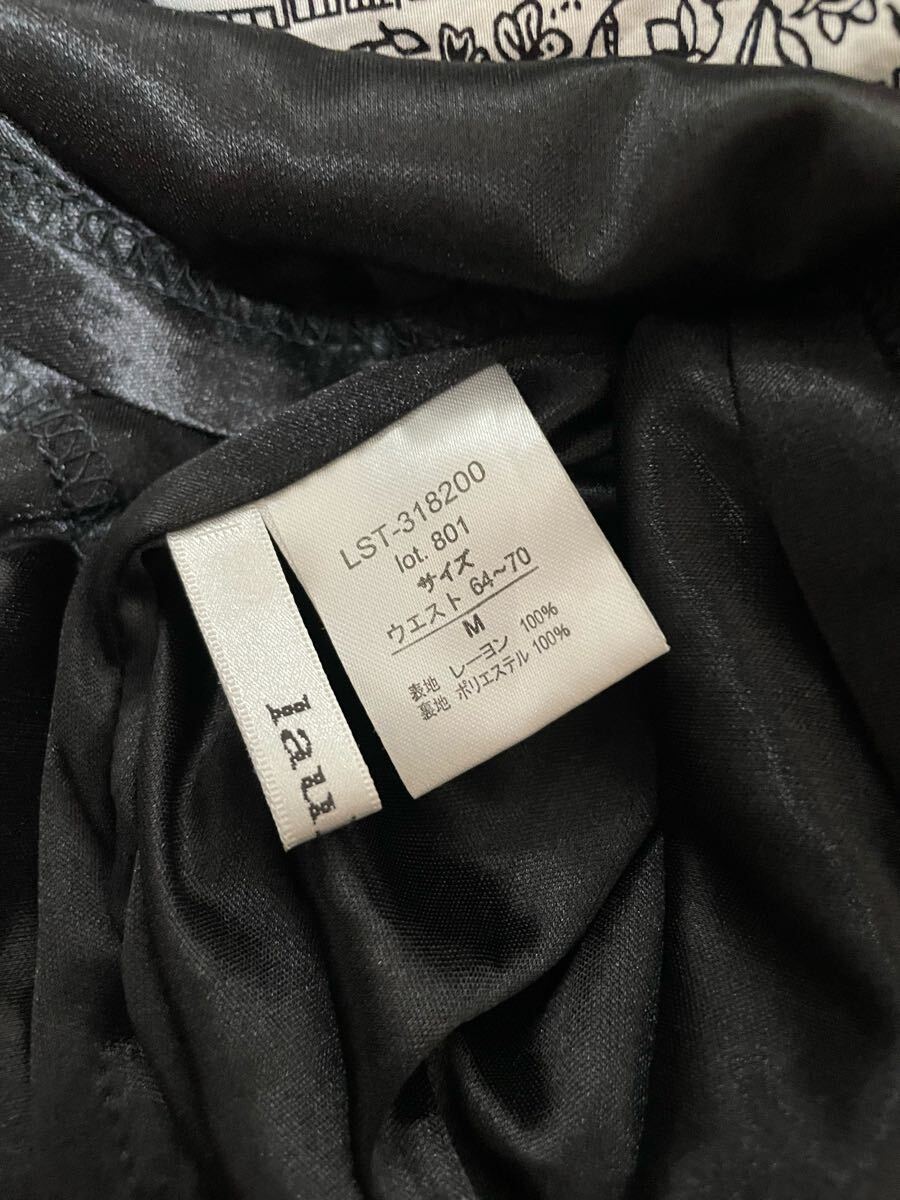 LST-318200
lot. 801
サイズ
ウエスト 64~70
M
表地 レーヨン 100%
裏地 ポリエステル 100%